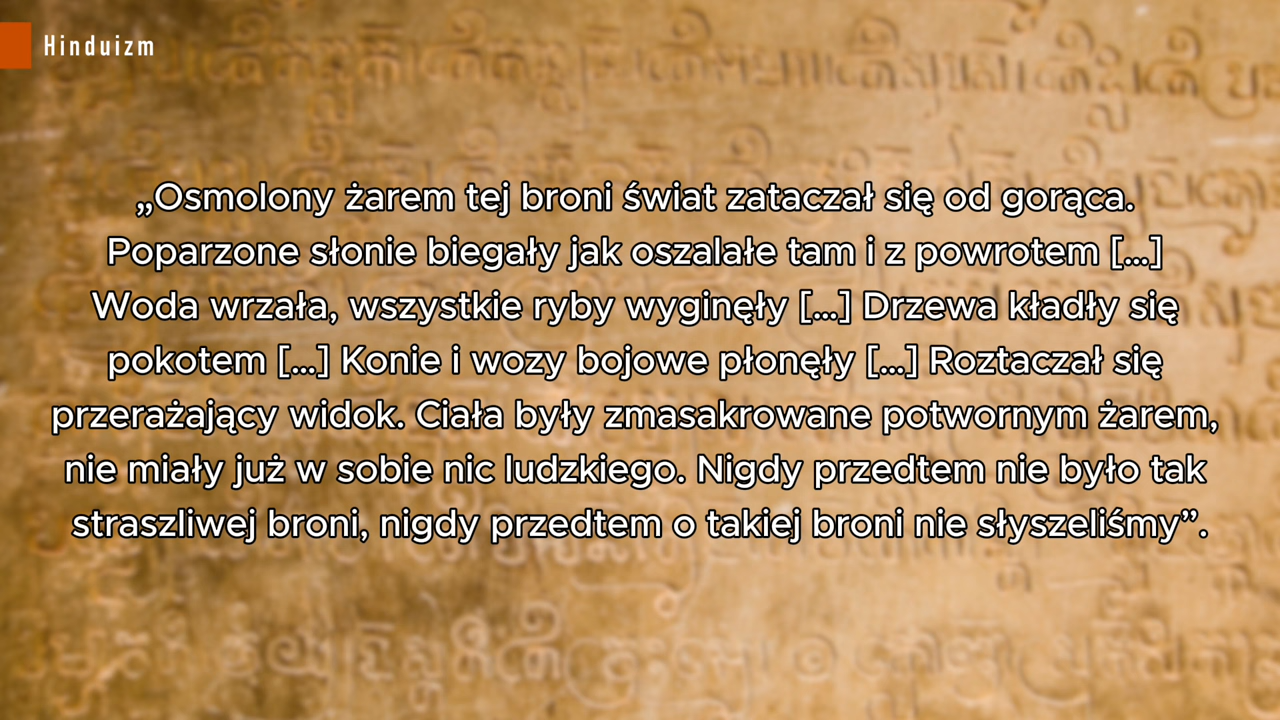 Hinduizm
„Osmolony żarem tej broni świat zataczał się od gorąca.
Poparzone słonie biegały jak oszalałe tam i z powrotem [...]
Woda wrzała, wszystkie ryby wyginęły [...] Drzewa kładły się
pokotem [...] Konie i wozy bojowe płonęły [...] Roztaczał się
przerażający widok. Ciała były zmasakrowane potwornym żarem,
nie miały już w sobie nic ludzkiego. Nigdy przedtem nie było tak
straszliwej broni, nigdy przedtem o takiej broni nie słyszeliśmy”.